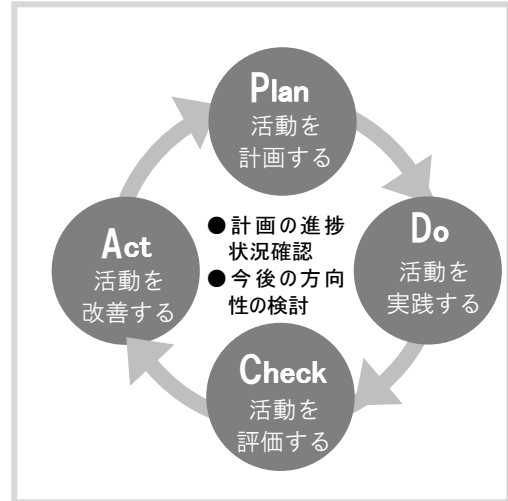 Plan
活動を
計画する
Do
活動を
実践する
Check
活動を
評価する
Act
活動を
改善する
●計画の進捗
状況確認
●今後の方向
性の検討